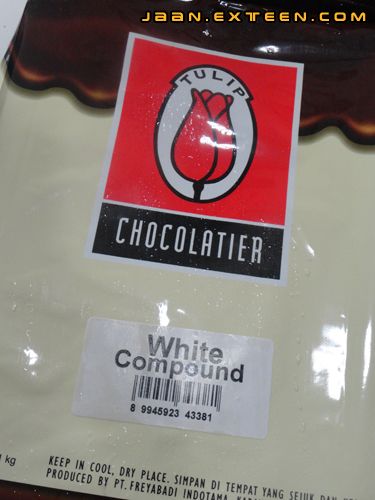 JAAN.EXTEEN.COM
TULIP
CHOCOLATIER
White
Compound
8 9945923 43381
kg
KEEP IN COOL, DRY PLACE. SIMPAN DI TEMPAT YANG SEJUK DAN
PRODUCED BY PT. FREYABADI INDOTAMA,